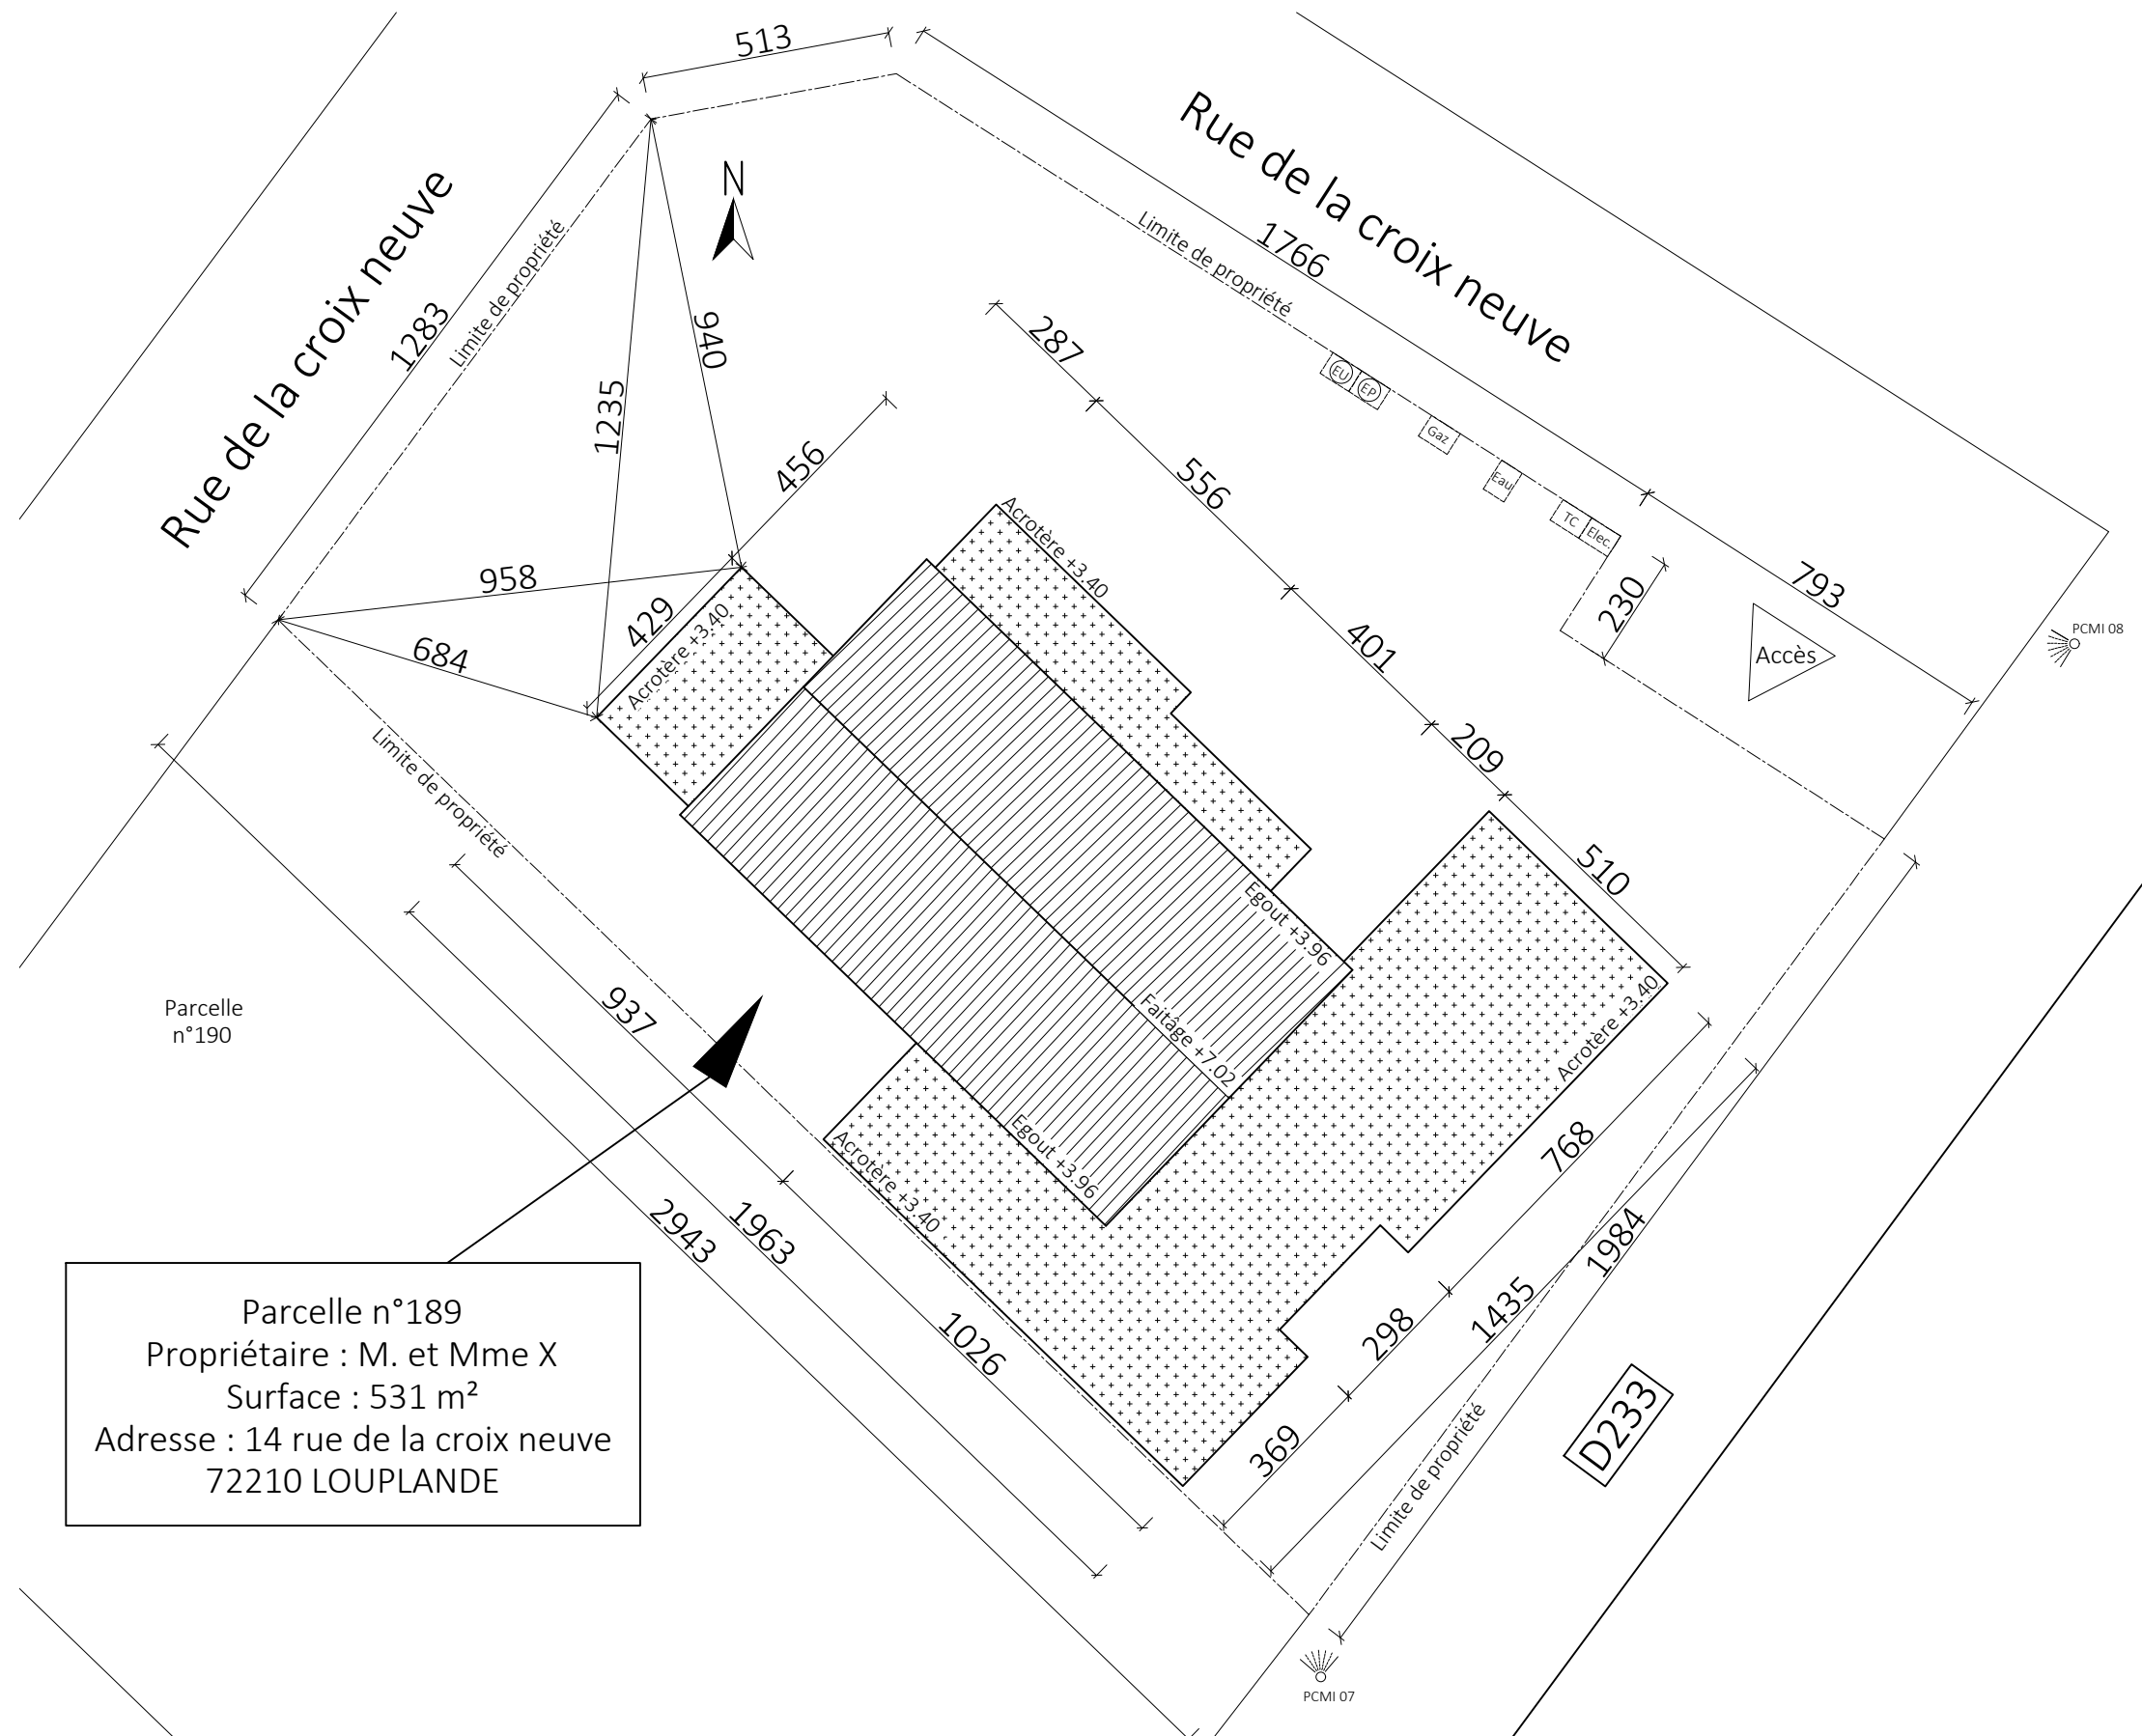 513
Rue de la croix neuve
1766
Limite de propriété
N
Rue de la croix neuve
Limite de propriété
1283
940
1235
287
EU
EP
Gaz
Eau
TC
Elec.
456
556
Acrotère +3.40
401
230
793
Accès
PCMI 08
958
429
Acrotère +3.40
684
209
Limite de propriété
510
Egout +3.96
Acrotère +3.40
Faitâge +7.02
Parcelle
n°190
937
Egout +3.96
Acrotère +3.40
768
2943
1963
1984
1435
298
1026
369
D233
Limite de propriété
Parcelle n°189
Propriétaire : M. et Mme X
Surface : 531 m²
Adresse : 14 rue de la croix neuve
72210 LOUPLANDE
PCMI 07